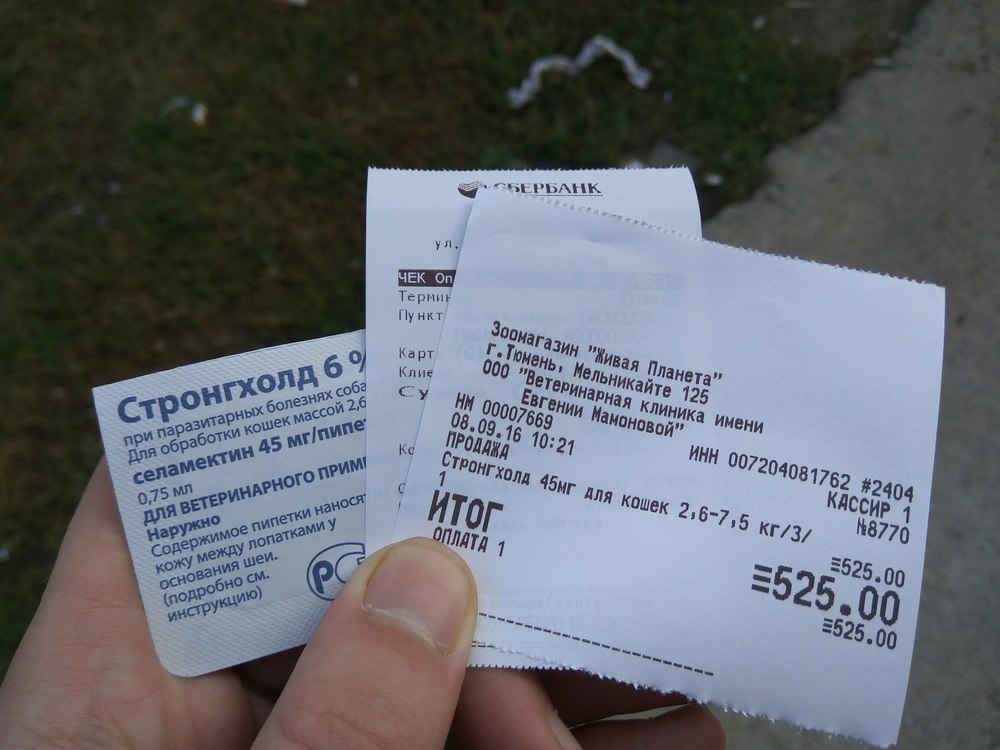 Стронгхолд 6 %
при паразитарных болезнях соба
Для обработки кошек массой 2,6
селамектин 45 мг/пипет
0,75 мл
ДЛЯ ВЕТЕРИНАРНОГО ПРИМ
Наружно
Содержимое пипетки наносят
кожу между лопатками у
основания шеи.
(подробно см.
инструкцию)
СБЕРБАНК
ул.
ЧЕК Оп
Термин
Пункт
Карт
Клие
Су
Зоомагазин "Живая Планета"
г.Тюмень, Мельникайте 125
ООО "Ветеринарная клиника имени
Евгении Мамоновой"
НМ 00007669 ИНН 007204081762 #2404
08.09.16 10:21 КАССИР 1
ПРОДАЖА №8770
Стронгхолд 45мг для кошек 2,6-7,5 кг/3/
1 ≡525.00
ИТОГ ≡525.00
ОПЛАТА 1 ≡525.00